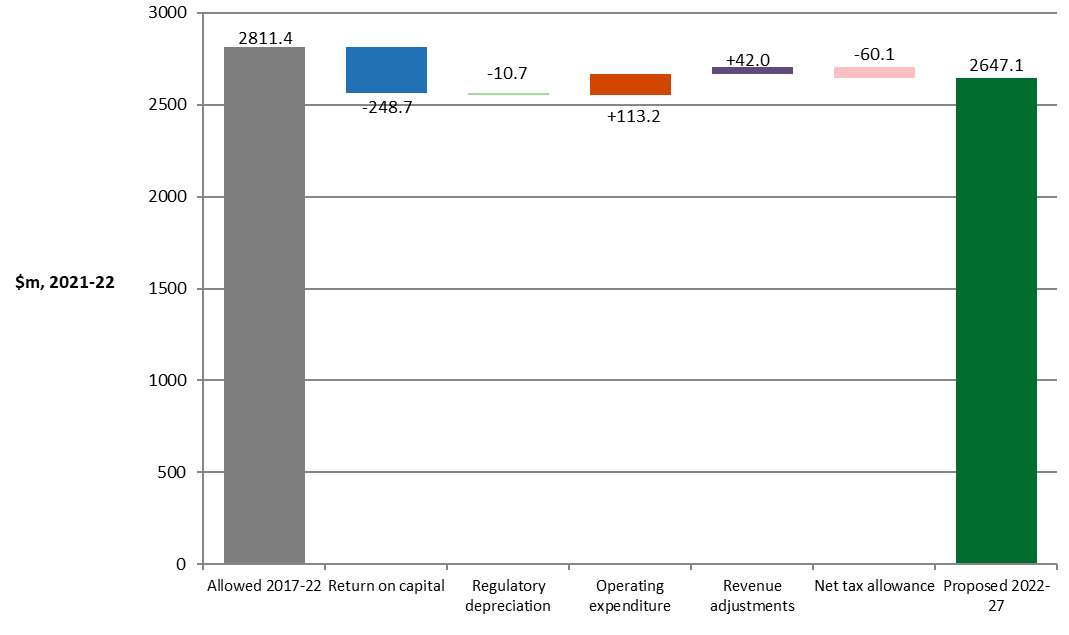 3000
2500
2000
1500
1000
500
0
$m, 2021-22
2811.4
-248.7
-10.7
+113.2
+42.0
-60.1
2647.1
Allowed 2017-22
Return on capital
Regulatory
depreciation
Operating
expenditure
Revenue
adjustments
Net tax allowance
Proposed 2022-
27